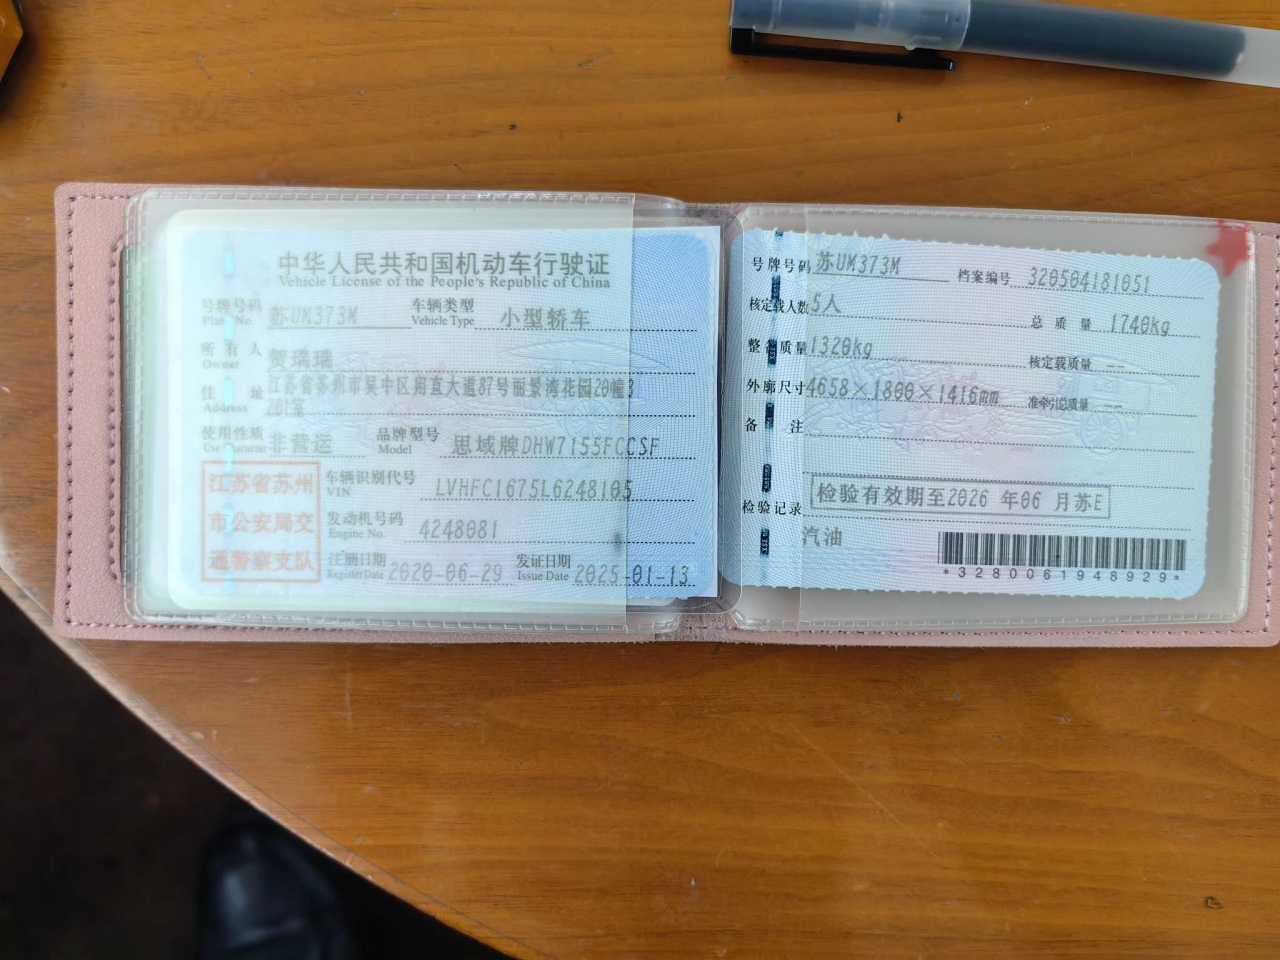 中华人民共和国机动车行驶证
Vehicle License of the People's Republic of China
号牌号码 苏UM373M 车辆类型 小型轿车
Plate No. Vehicle Type
所有人 贺瑞瑞
Owner
住址 江苏省苏州市吴中区甪直大道87号丽景湾花园20幢3
Address 201室
使用性质 非营运 品牌型号 思域牌DHW7155FCCSF
Use Character Model
江苏省苏州
市公安局交
通警察支队
车辆识别代号 LVHFC1675L6248105
VIN
发动机号码 4248081
Engine No.
注册日期 2020-06-29 发证日期 2025-01-13
Register Date Issue Date
号牌号码 苏UM373M 档案编号 320504181051
核定载人数 5人 总质量 1740kg
整备质量 1320kg 核定载质量 --
外廓尺寸 4658×1800×1416mm 准牵引总质量 --
备注
检验有效期至2026 年06 月苏E
检验记录
汽油
*3280061948929*